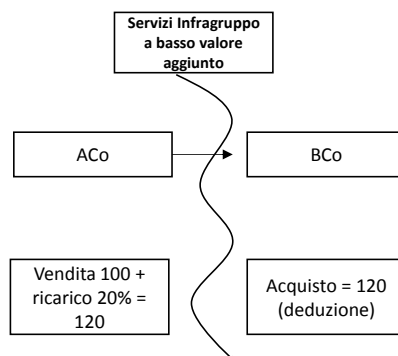 Servizi Infragruppo
a basso valore
aggiunto
ACo
BCo
Vendita 100 +
ricarico 20% =
120
Acquisto = 120
(deduzione)